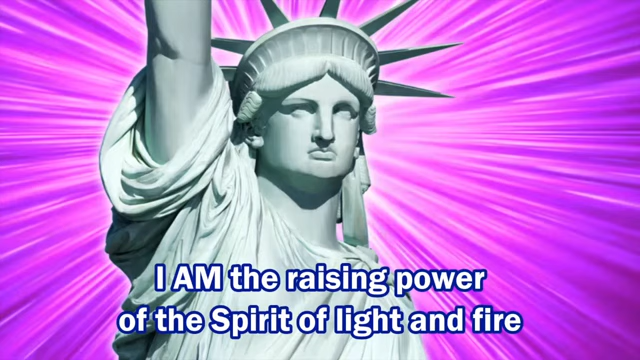 I AM the raising power
of the Spirit of light and fire